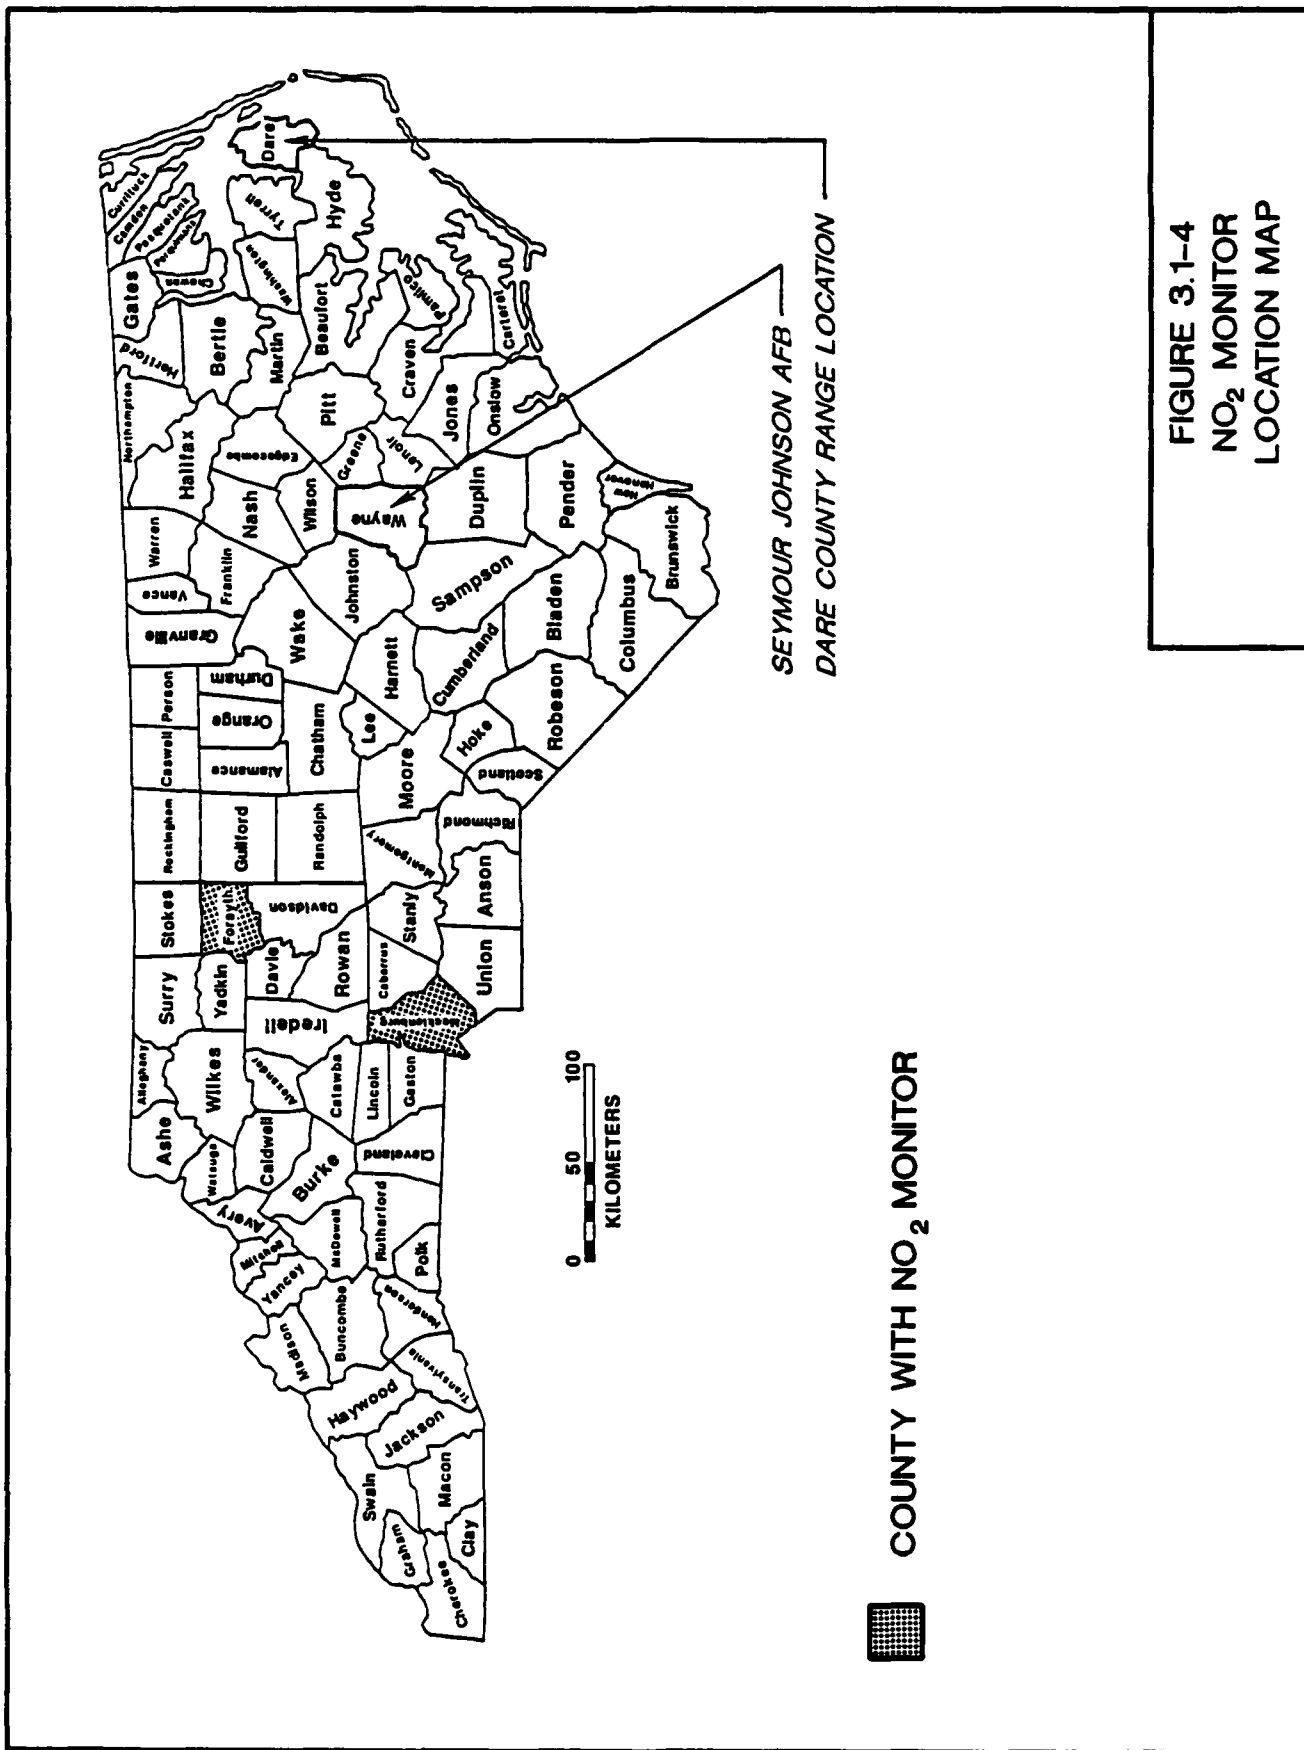 Cherokee
Graham
Clay
Swain
Macon
Jackson
Haywood
Transylvania
Madison
Buncombe
Henderson
Yancey
Mitchell
Avery
McDowell
Rutherford
Polk
Burke
Cleveland
Watauga
Caldwell
Ashe
Alleghany
Wilkes
Alexander
Catawba
Lincoln
Gaston
Iredell
Mecklenburg
Surry
Yadkin
Davie
Rowan
Cabarrus
Stokes
Forsyth
Davidson
Stanly
Union
Anson
Rockingham
Guilford
Randolph
Montgomery
Richmond
Caswell
Alamance
Chatham
Moore
Scotland
Hoke
Person
Orange
Durham
Lee
Harnett
Cumberland
Robeson
Granville
Vance
Wake
Johnston
Sampson
Bladen
Columbus
Brunswick
Warren
Franklin
Nash
Wilson
Wayne
Duplin
Pender
New
Hanover
Northampton
Halifax
Edgecombe
Greene
Lenoir
Pitt
Jones
Onslow
Craven
Carteret
Pamlico
Hertford
Gates
Bertie
Martin
Beaufort
Chowan
Perquimans
Pasquotank
Camden
Currituck
Washington
Tyrrell
Hyde
Dare
SEYMOUR JOHNSON AFB
DARE COUNTY RANGE LOCATION
0 50 100
KILOMETERS
COUNTY WITH NO2 MONITOR
FIGURE 3.1-4
NO2 MONITOR
LOCATION MAP